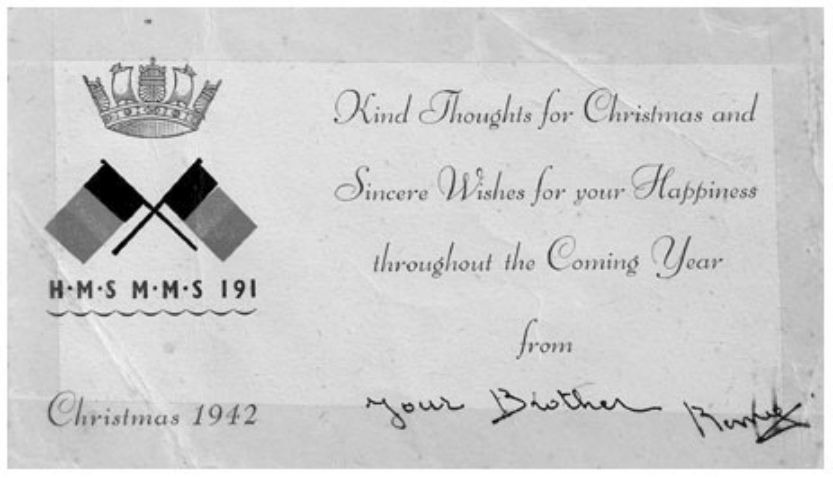 H·M·S M·M·S 191
Christmas 1942
Kind Thoughts for Christmas and
Sincere Wishes for your Happiness
throughout the Coming Year
from
Your Brother